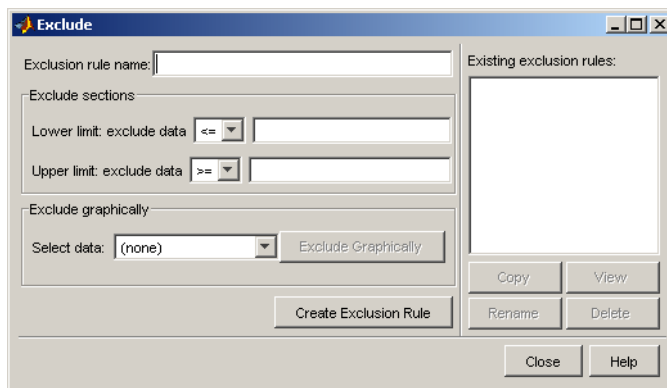 Exclude
Exclusion rule name:
Exclude sections
Lower limit: exclude data <=
Upper limit: exclude data >=
Exclude graphically
Select data: (none) Exclude Graphically
Create Exclusion Rule
Existing exclusion rules:
Copy View
Rename Delete
Close Help